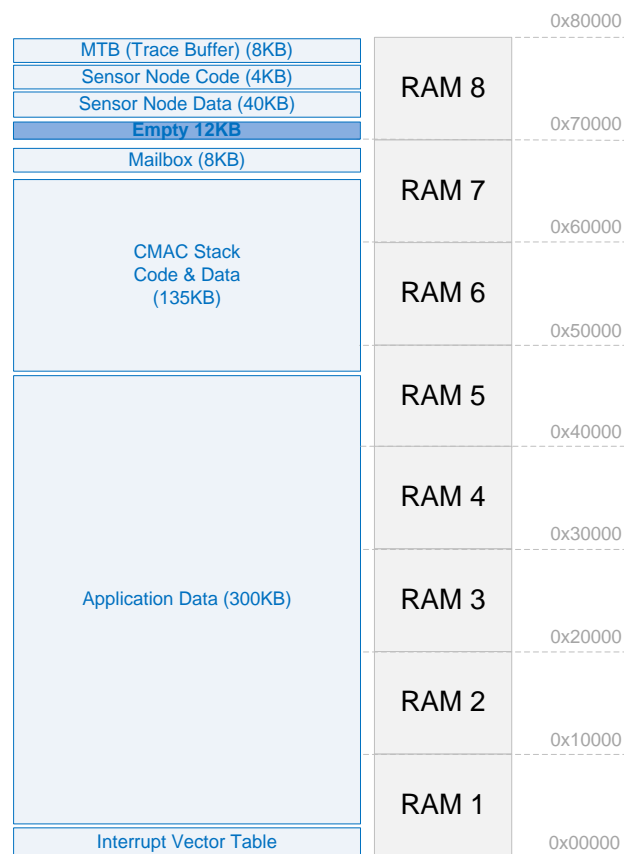 0x80000
MTB (Trace Buffer) (8KB)
Sensor Node Code (4KB)
Sensor Node Data (40KB)
Empty 12KB
RAM 8
0x70000
Mailbox (8KB)
RAM 7
0x60000
CMAC Stack
Code & Data
(135KB)
RAM 6
0x50000
RAM 5
0x40000
RAM 4
0x30000
Application Data (300KB)
RAM 3
0x20000
RAM 2
0x10000
RAM 1
Interrupt Vector Table
0x00000